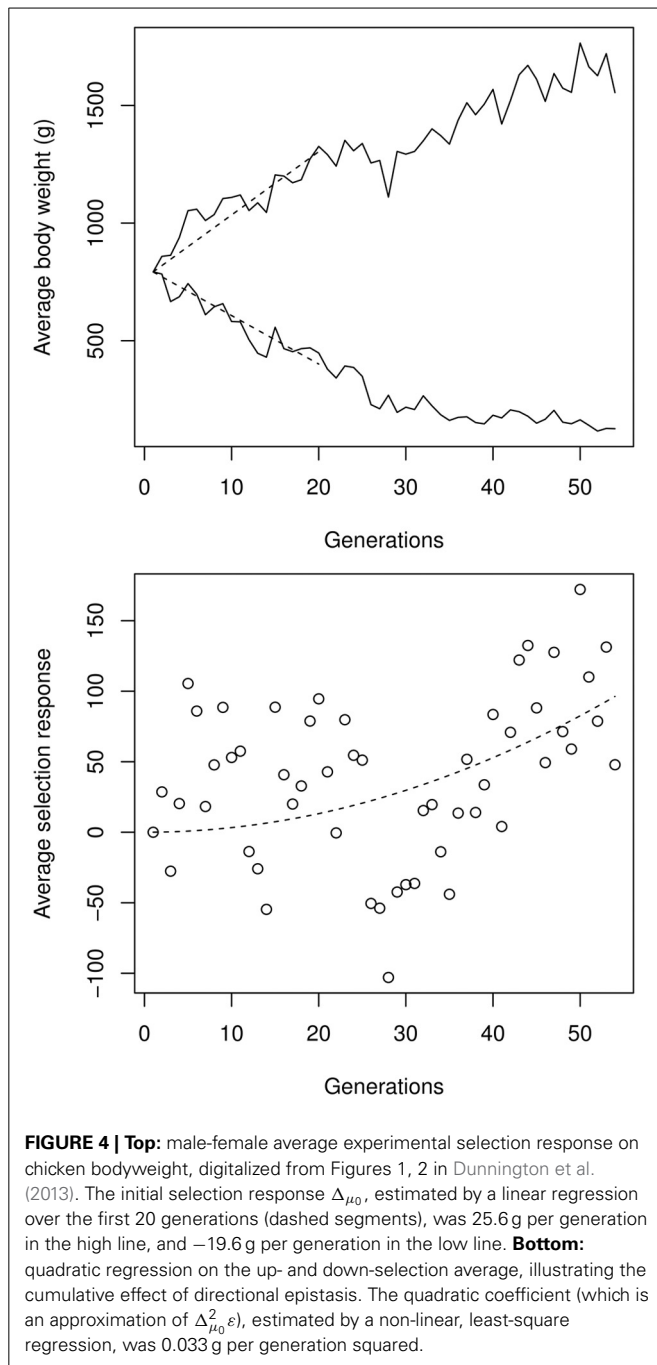 1500
1000
500
Average body weight (g)
0 10 20 30 40 50
Generations
150
100
50
0
−50
−100
Average selection response
0 10 20 30 40 50
Generations
FIGURE 4 | Top: male-female average experimental selection response on
chicken bodyweight, digitalized from Figures 1, 2 in Dunnington et al.
(2013). The initial selection response Δμ₀, estimated by a linear regression
over the first 20 generations (dashed segments), was 25.6 g per generation
in the high line, and −19.6 g per generation in the low line. Bottom:
quadratic regression on the up- and down-selection average, illustrating the
cumulative effect of directional epistasis. The quadratic coefficient (which is
an approximation of Δ²μ₀ε), estimated by a non-linear, least-square
regression, was 0.033 g per generation squared.